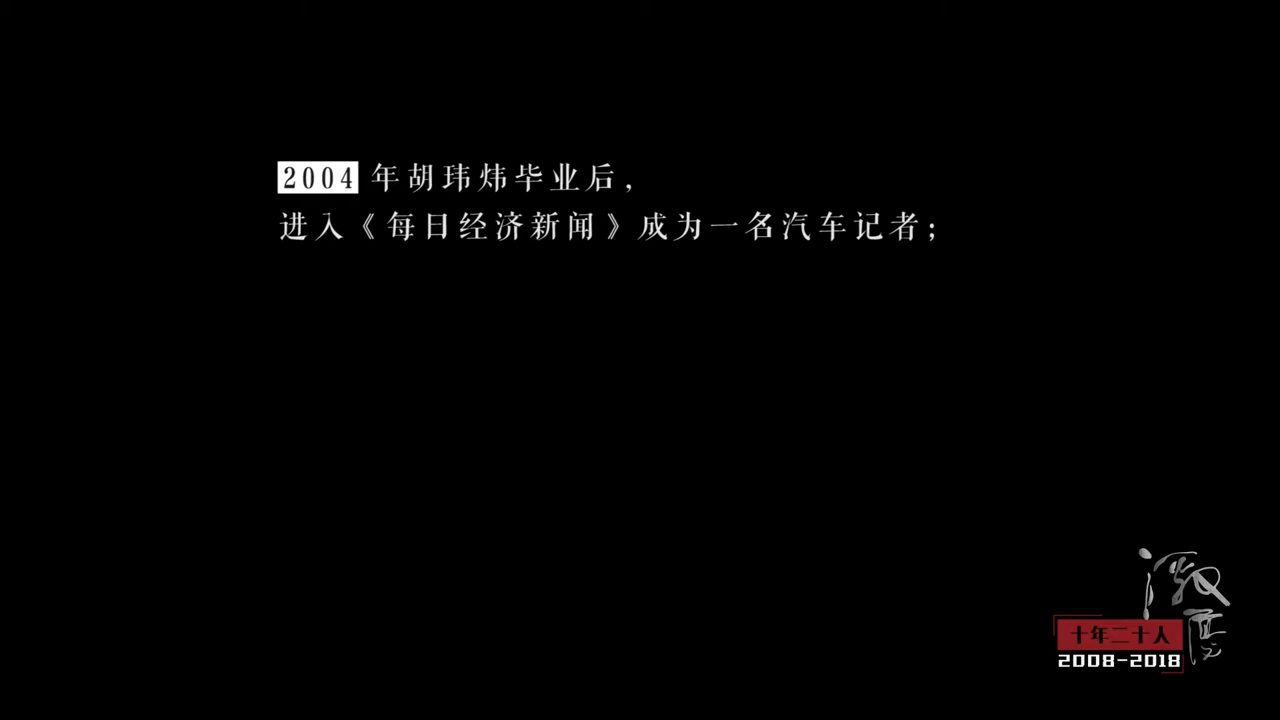 2004 年胡玮炜毕业后，
进入《每日经济新闻》成为一名汽车记者；
十年二十人
2008-2018